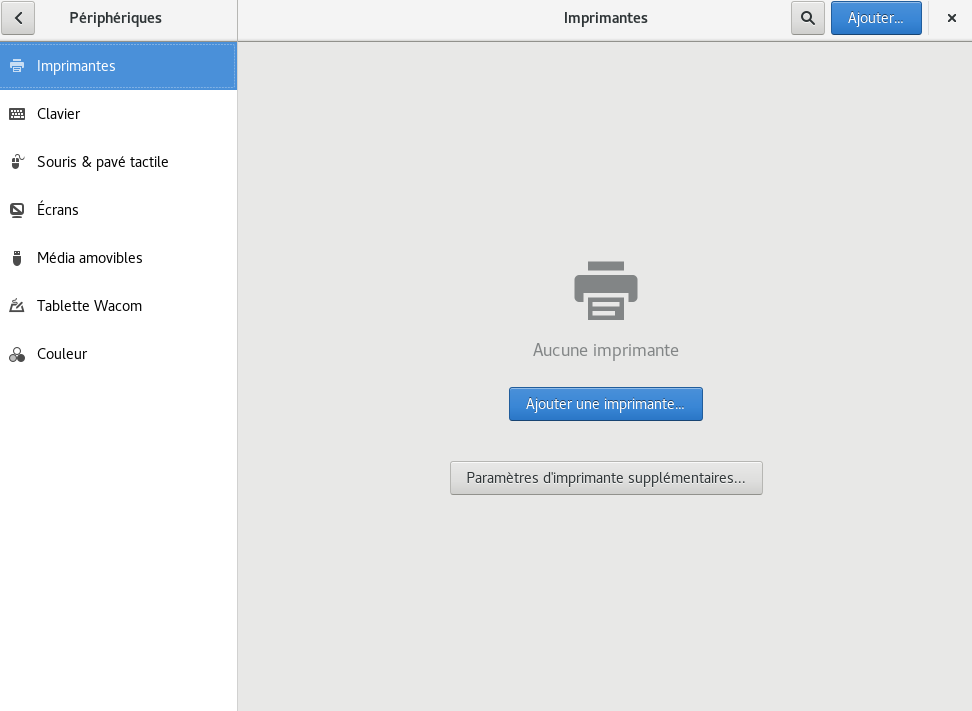 Périphériques
Imprimantes
Ajouter...
Imprimantes
Clavier
Souris & pavé tactile
Écrans
Média amovibles
Tablette Wacom
Couleur
Aucune imprimante
Ajouter une imprimante...
Paramètres d'imprimante supplémentaires...